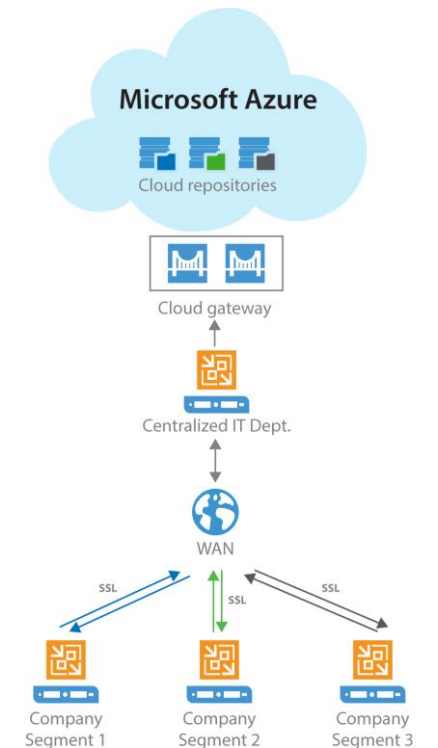 Microsoft Azure
Cloud repositories
Cloud gateway
Centralized IT Dept.
WAN
SSL
SSL
SSL
Company
Segment 1
Company
Segment 2
Company
Segment 3